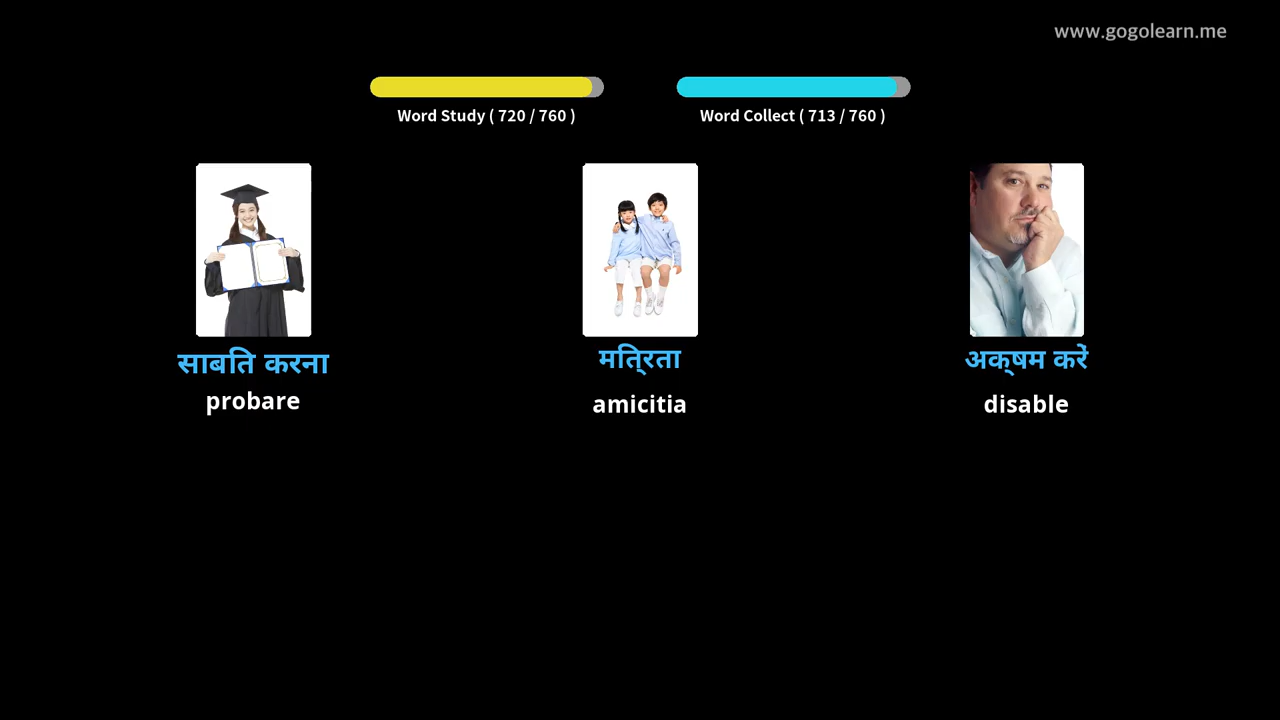 www.gogolearn.me
Word Study ( 720 / 760 )
Word Collect ( 713 / 760 )
साबति करना
मति्रता
अक्षम करें
probare
amicitia
disable